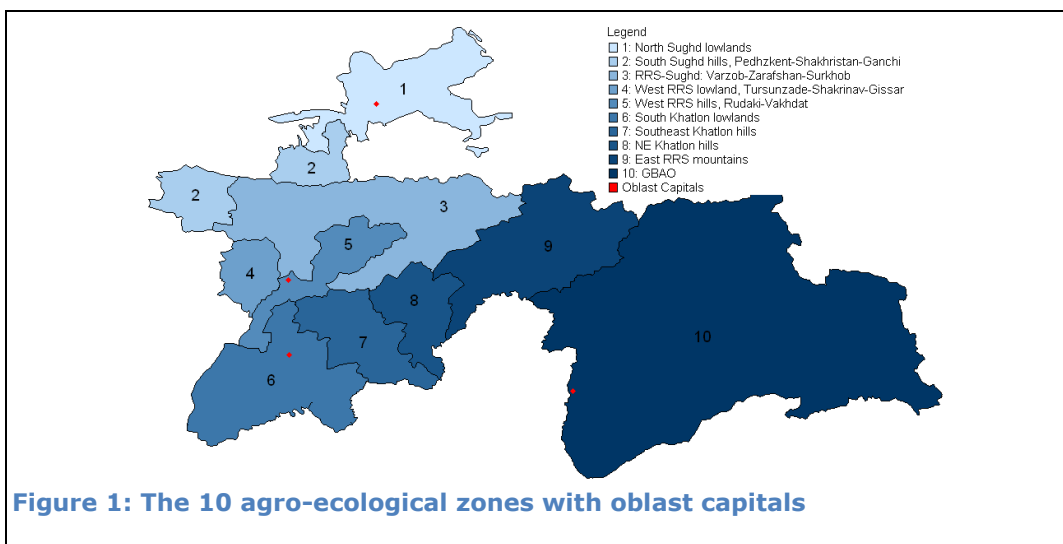 Legend
1: North Sughd lowlands
2: South Sughd hills, Pedhzkent-Shakhristan-Ganchi
3: RRS-Sughd: Varzob-Zarafshan-Surkhob
4: West RRS lowland, Tursunzade-Shakrinav-Gissar
5: West RRS hills, Rudaki-Vakhdat
6: South Khatlon lowlands
7: Southeast Khatlon hills
8: NE Khatlon hills
9: East RRS mountains
10: GBAO
Oblast Capitals
1
2
2
3
5
9
4
8
10
7
6
Figure 1: The 10 agro-ecological zones with oblast capitals